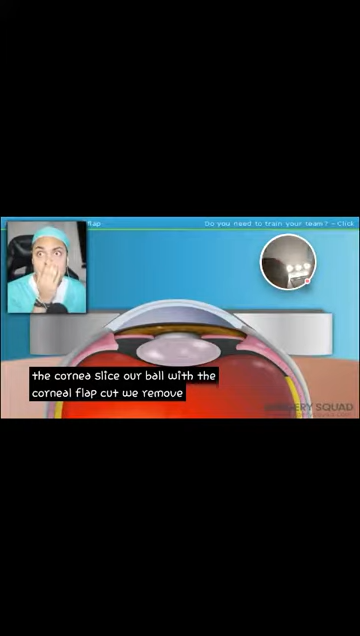 flap
Do you need to train your team? - Click
the cornea slice our ball with the
corneal flap cut we remove
SURGERY SQUAD